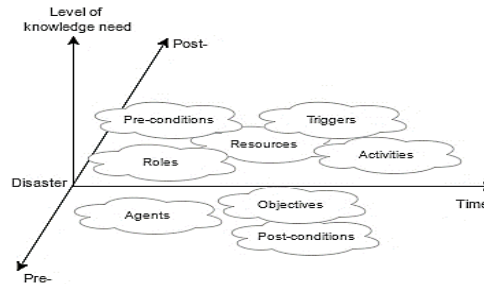 Level of
knowledge need
Post-
Pre-conditions
Triggers
Resources
Activities
Roles
Disaster
Time
Agents
Objectives
Post-conditions
Pre-